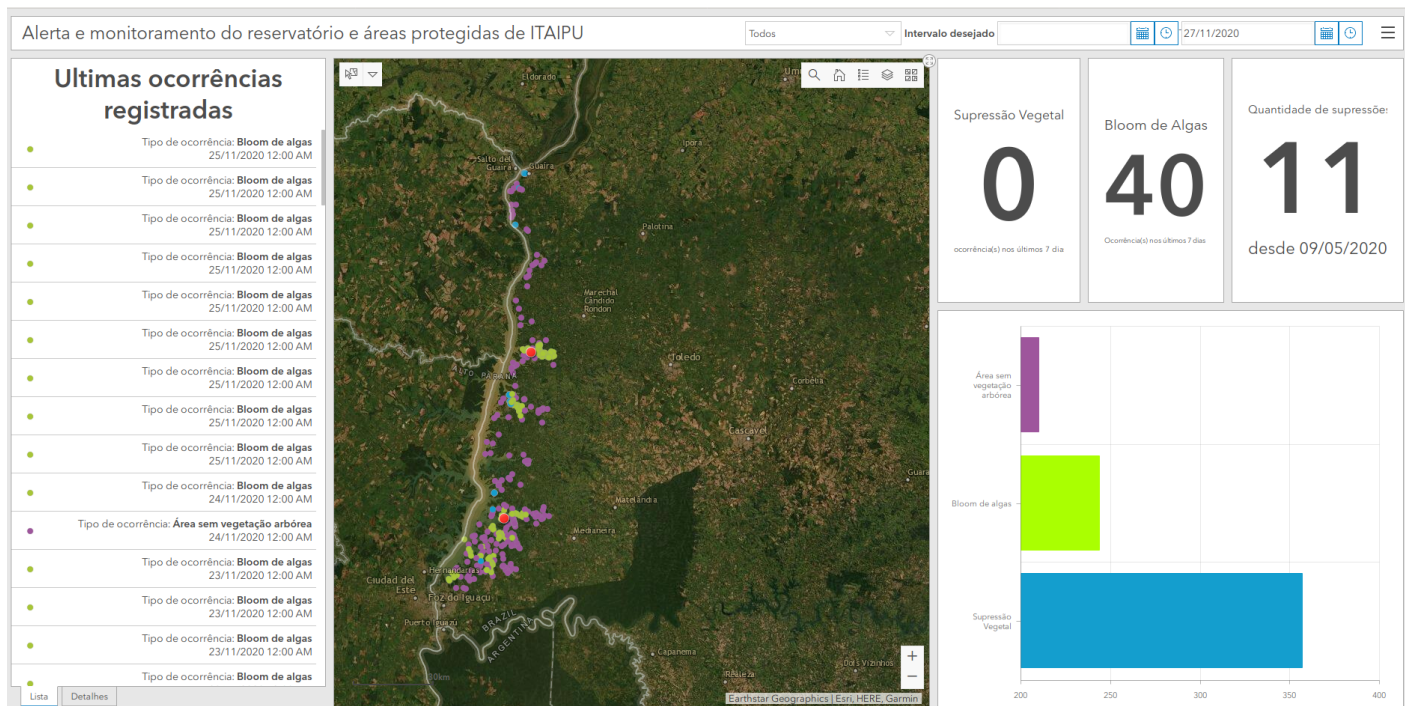 Alerta e monitoramento do reservatório e áreas protegidas de ITAIPU
Todos
Intervalo desejado
27/11/2020
Ultimas ocorrências
registradas
Tipo de ocorrência: Bloom de algas
25/11/2020 12:00 AM
Tipo de ocorrência: Bloom de algas
25/11/2020 12:00 AM
Tipo de ocorrência: Bloom de algas
25/11/2020 12:00 AM
Tipo de ocorrência: Bloom de algas
25/11/2020 12:00 AM
Tipo de ocorrência: Bloom de algas
25/11/2020 12:00 AM
Tipo de ocorrência: Bloom de algas
25/11/2020 12:00 AM
Tipo de ocorrência: Bloom de algas
25/11/2020 12:00 AM
Tipo de ocorrência: Bloom de algas
25/11/2020 12:00 AM
Tipo de ocorrência: Bloom de algas
25/11/2020 12:00 AM
Tipo de ocorrência: Bloom de algas
24/11/2020 12:00 AM
Tipo de ocorrência: Área sem vegetação arbórea
24/11/2020 12:00 AM
Tipo de ocorrência: Bloom de algas
23/11/2020 12:00 AM
Tipo de ocorrência: Bloom de algas
23/11/2020 12:00 AM
Tipo de ocorrência: Bloom de algas
23/11/2020 12:00 AM
Tipo de ocorrência: Bloom de algas
Lista
Detalhes
Eldorado
Um
Iporã
Salto del
Guairá
Guaíra
Palotina
Marechal
Cândido
Rondon
Toledo
ALTO PARANÁ
Corbélia
Cascavel
Guara
Matelândia
Medianeira
Hernandarias
Ciudad del
Este
Foz do Iguaçu
Puerto Iguazú
BRAZIL
ARGENTINA
Capanema
Dois Vizinhos
Realeza
30km
Earthstar Geographics | Esri, HERE, Garmin
Supressão Vegetal
0
ocorrência(s) nos últimos 7 dia
Bloom de Algas
40
Ocorrência(s) nos últimos 7 dias
Quantidade de supressões
11
desde 09/05/2020
Área sem
vegetação
arbórea
Bloom de algas
Supressão
Vegetal
200
250
300
350
400